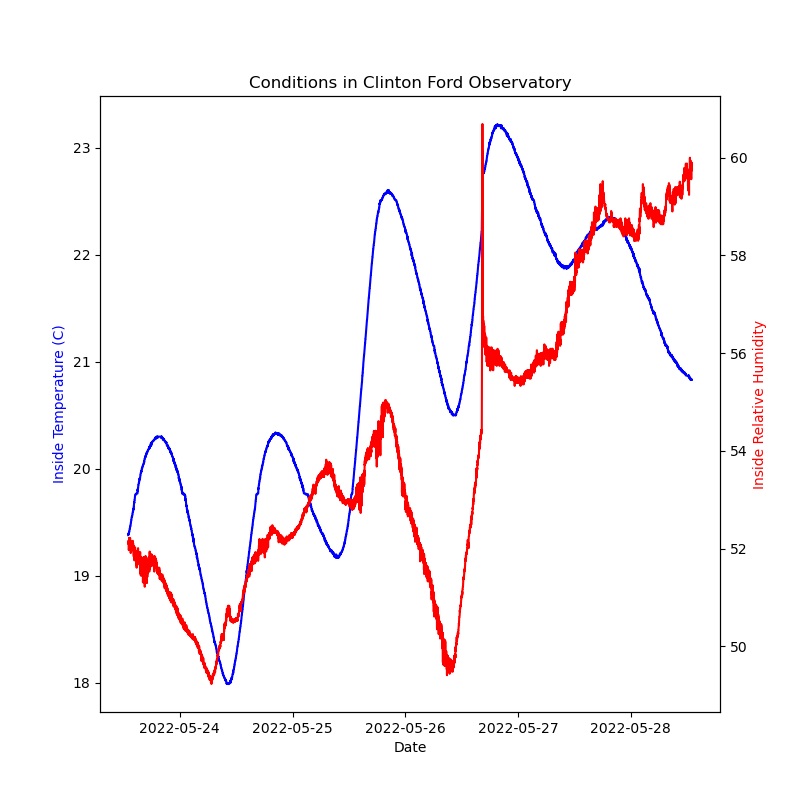 Conditions in Clinton Ford Observatory
23
22
21
20
19
18
Inside Temperature (C)
60
58
56
54
52
50
Inside Relative Humidity
2022-05-24 2022-05-25 2022-05-26 2022-05-27 2022-05-28
Date